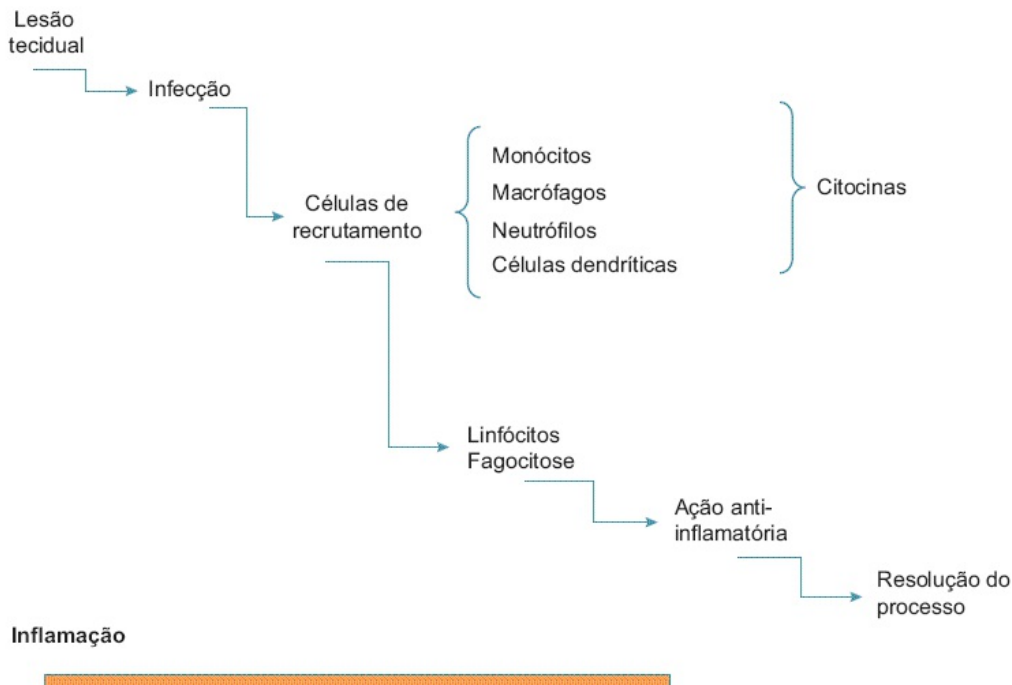 Lesão
tecidual
Infecção
Células de
recrutamento
Monócitos
Macrófagos
Neutrófilos
Células dendríticas
Citocinas
Linfócitos
Fagocitose
Ação anti-
inflamatória
Resolução do
processo
Inflamação